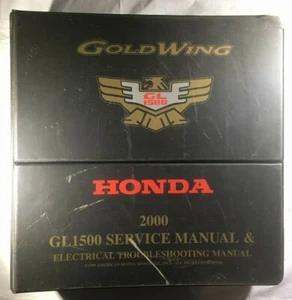 GOLDWING
GL
1500
HONDA
2000
GL1500 SERVICE MANUAL &
ELECTRICAL TROUBLESHOOTING MANUAL